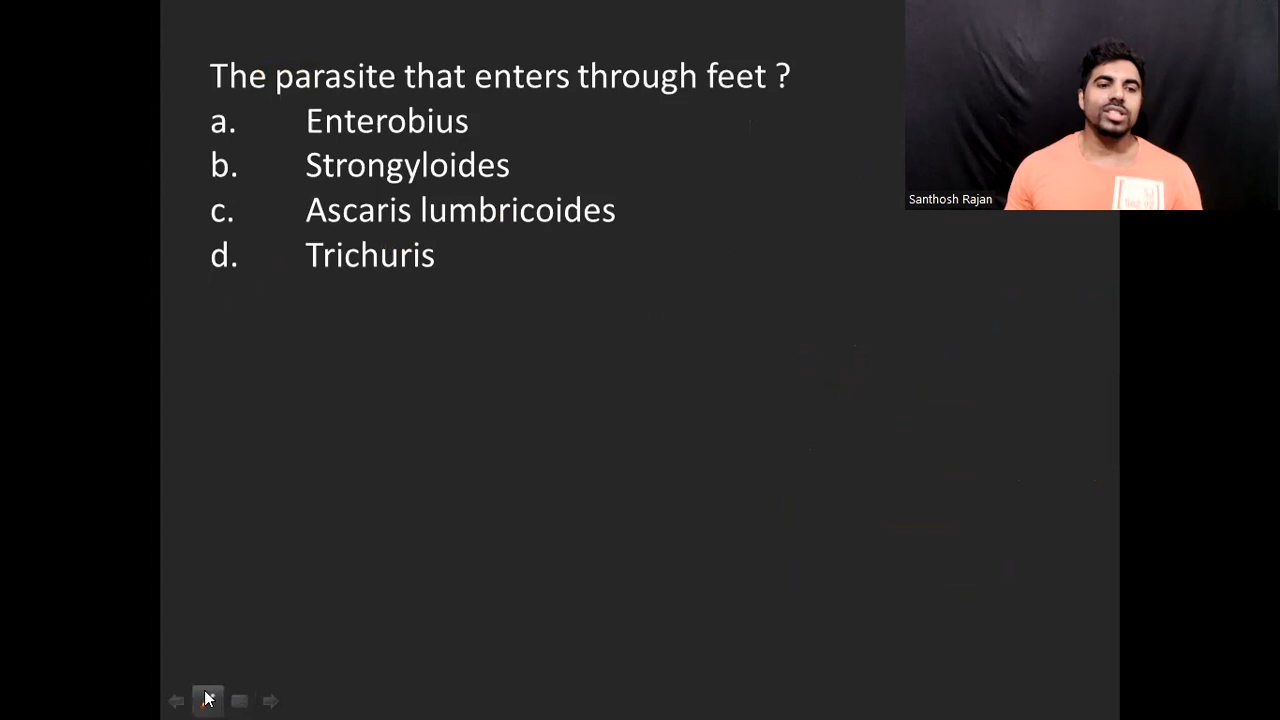 The parasite that enters through feet ?
a. Enterobius
b. Strongyloides
c. Ascaris lumbricoides
d. Trichuris
Santhosh Rajan